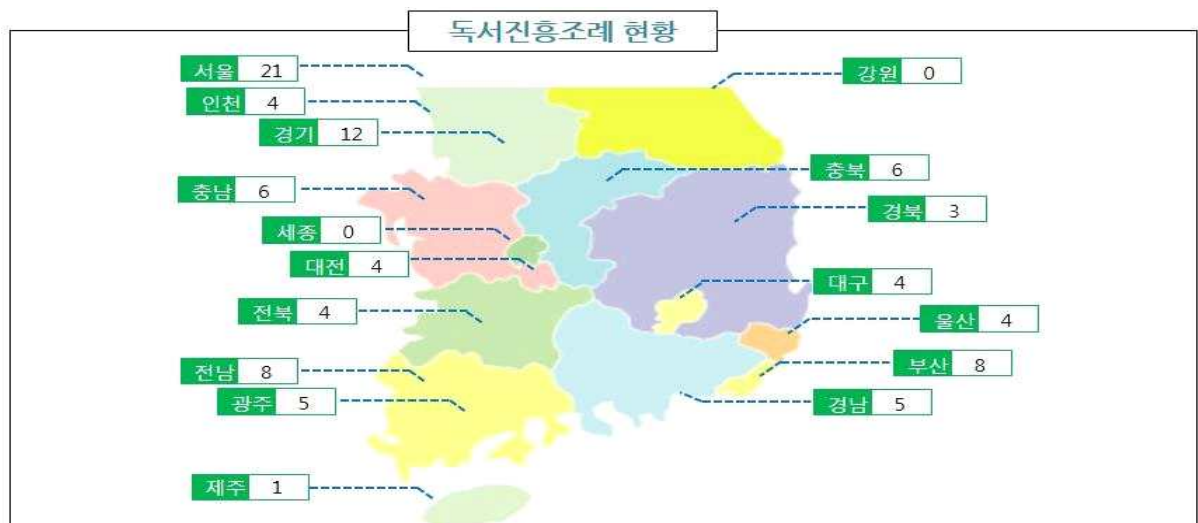 독서진흥조례 현황
서울 21
강원 0
인천 4
경기 12
충북 6
충남 6
경북 3
세종 0
대전 4
대구 4
전북 4
울산 4
부산 8
전남 8
광주 5
경남 5
제주 1